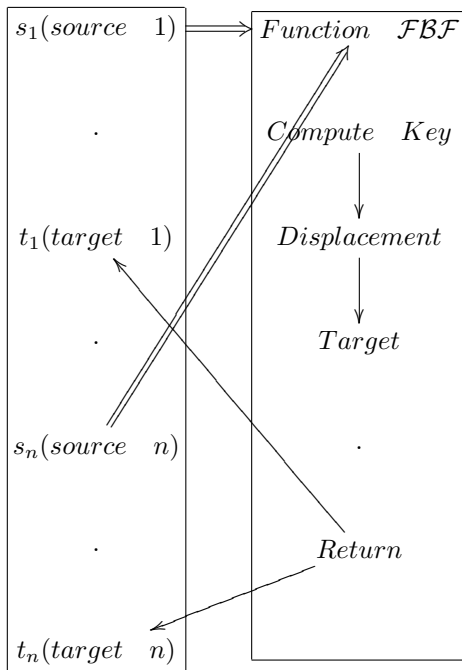 s₁(source 1)
.
t₁(target 1)
.
sₙ(source n)
.
tₙ(target n)
Function ℱℬℱ
Compute Key
Displacement
Target
.
Return